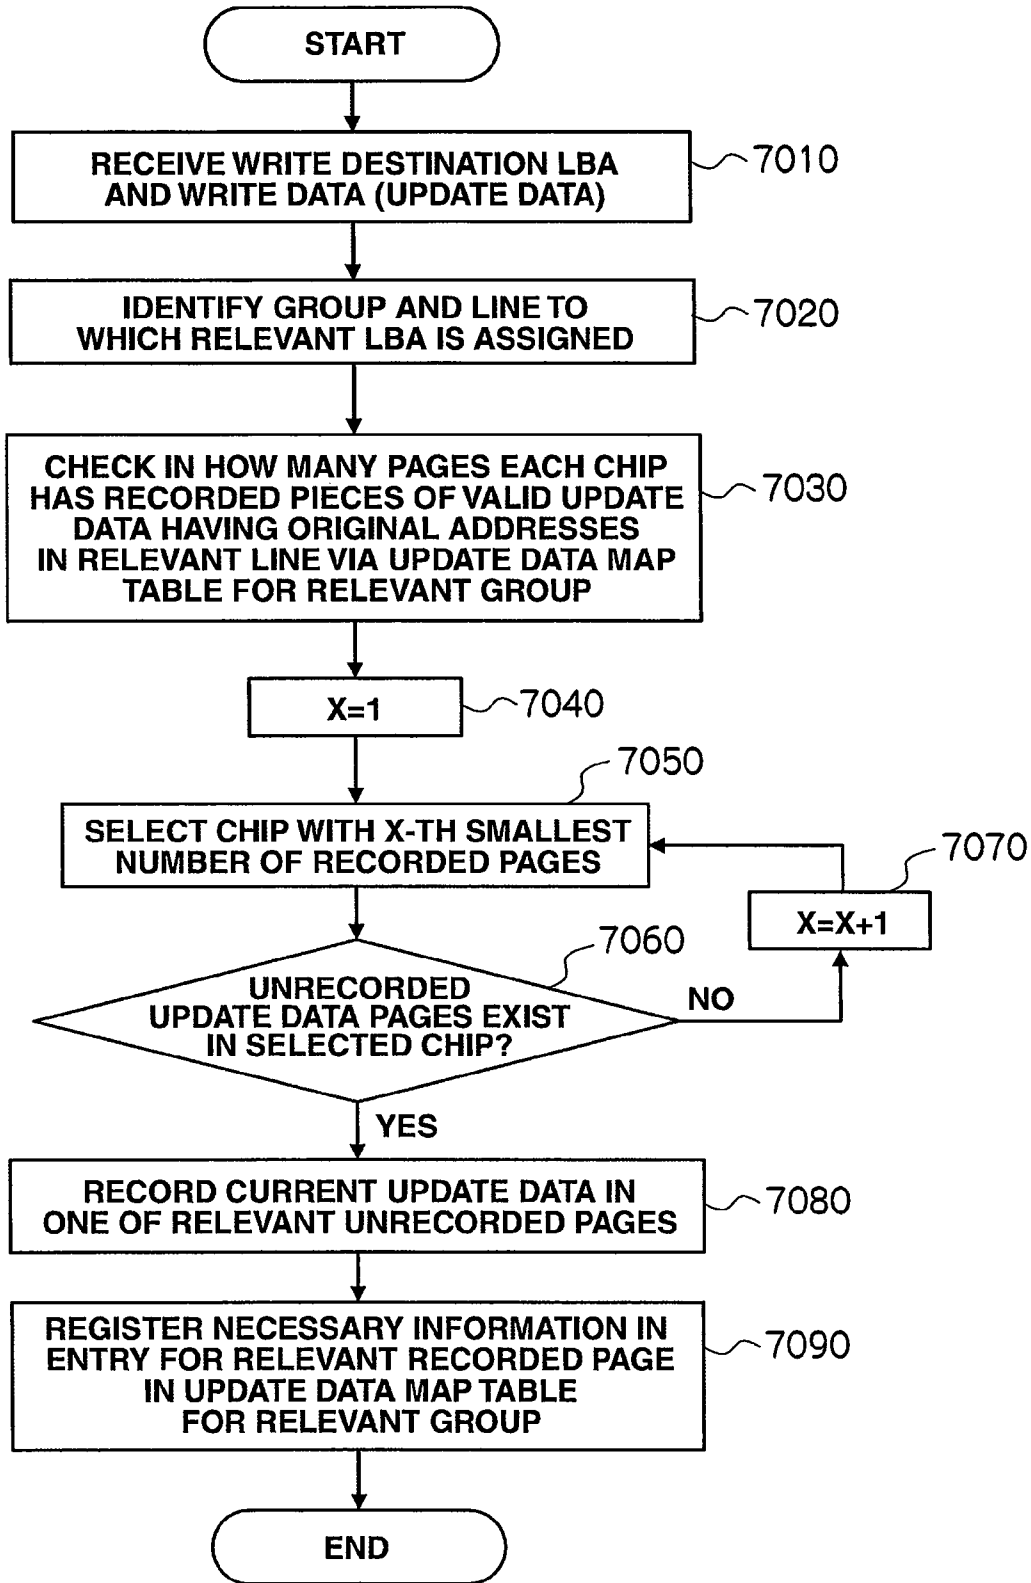 START
RECEIVE WRITE DESTINATION LBA
AND WRITE DATA (UPDATE DATA)
7010
IDENTIFY GROUP AND LINE TO
WHICH RELEVANT LBA IS ASSIGNED
7020
CHECK IN HOW MANY PAGES EACH CHIP
HAS RECORDED PIECES OF VALID UPDATE
DATA HAVING ORIGINAL ADDRESSES
IN RELEVANT LINE VIA UPDATE DATA MAP
TABLE FOR RELEVANT GROUP
7030
X=1
7040
7050
SELECT CHIP WITH X-TH SMALLEST
NUMBER OF RECORDED PAGES
7070
X=X+1
7060
UNRECORDED
UPDATE DATA PAGES EXIST
IN SELECTED CHIP?
NO
YES
RECORD CURRENT UPDATE DATA IN
ONE OF RELEVANT UNRECORDED PAGES
7080
REGISTER NECESSARY INFORMATION IN
ENTRY FOR RELEVANT RECORDED PAGE
IN UPDATE DATA MAP TABLE
FOR RELEVANT GROUP
7090
END